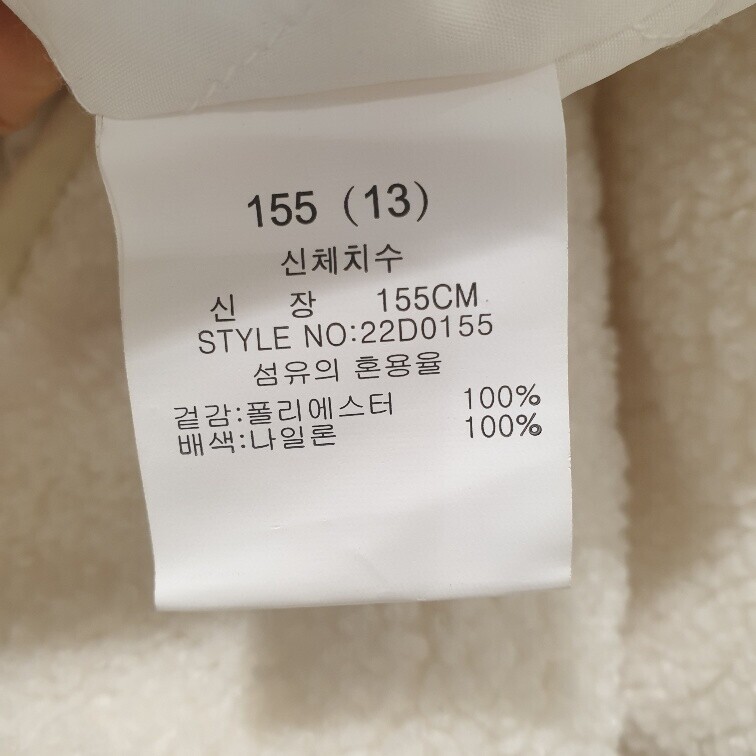 155 (13)
신체치수
신 장 155CM
STYLE NO:22D0155
섬유의 혼용율
겉감:폴리에스터 100%
배색:나일론 100%